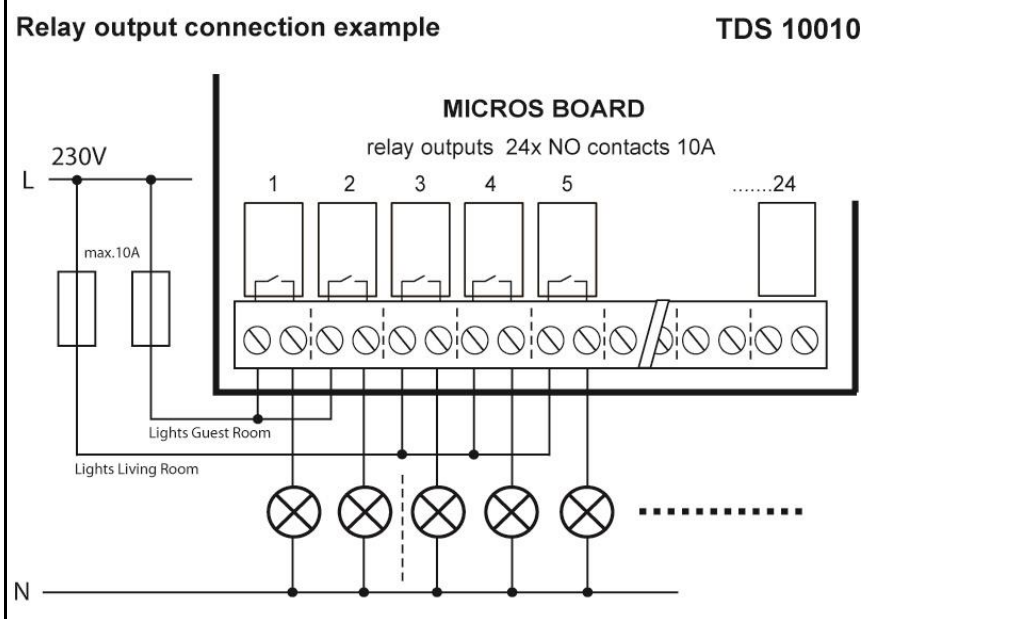 Relay output connection example
TDS 10010
MICROS BOARD
relay outputs 24x NO contacts 10A
230V
L
1 2 3 4 5 .......24
max.10A
Lights Guest Room
Lights Living Room
N